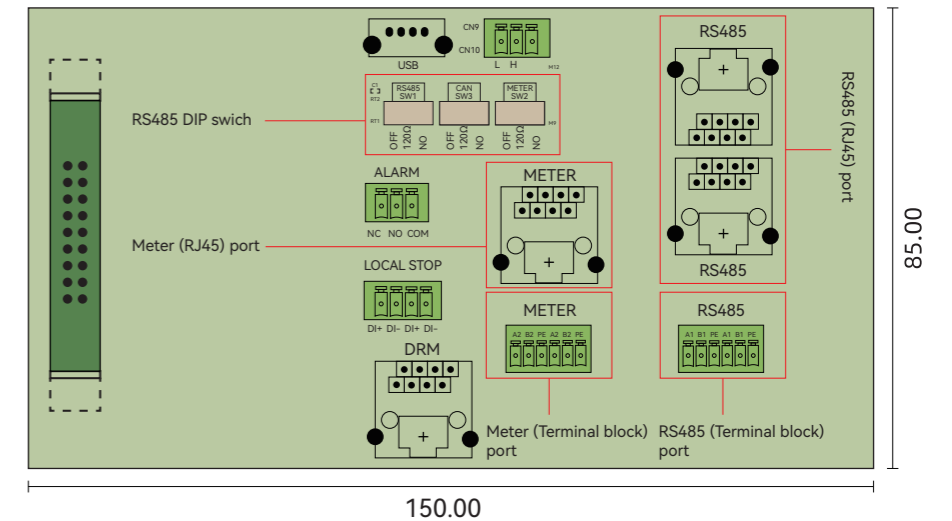 CN9
CN10
USB
L H
M12
RS485
C1
RT2
RT1
RS485
SW1
CAN
SW3
METER
SW2
M9
OFF
120Ω
NO
OFF
120Ω
NO
OFF
120Ω
NO
RS485 DIP swich
RS485 (RJ45) port
ALARM
NC NO COM
METER
Meter (RJ45) port
LOCAL STOP
DI+ DI- DI+ DI-
RS485
METER
A2 B2 PE A2 B2 PE
RS485
A1 B1 PE A1 B1 PE
DRM
Meter (Terminal block)
port
RS485 (Terminal block)
port
85.00
150.00